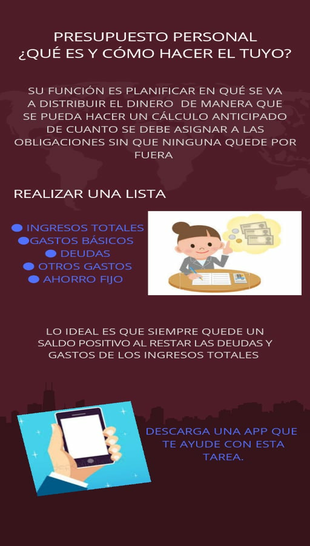 PRESUPUESTO PERSONAL
¿QUÉ ES Y CÓMO HACER EL TUYO?
SU FUNCIÓN ES PLANIFICAR EN QUÉ SE VA
A DISTRIBUIR EL DINERO DE MANERA QUE
SE PUEDA HACER UN CÁLCULO ANTICIPADO
DE CUANTO SE DEBE ASIGNAR A LAS
OBLIGACIONES SIN QUE NINGUNA QUEDE POR
FUERA
REALIZAR UNA LISTA
● INGRESOS TOTALES
●GASTOS BÁSICOS
● DEUDAS
● OTROS GASTOS
● AHORRO FIJO
LO IDEAL ES QUE SIEMPRE QUEDE UN
SALDO POSITIVO AL RESTAR LAS DEUDAS Y
GASTOS DE LOS INGRESOS TOTALES
DESCARGA UNA APP QUE
TE AYUDE CON ESTA
TAREA.